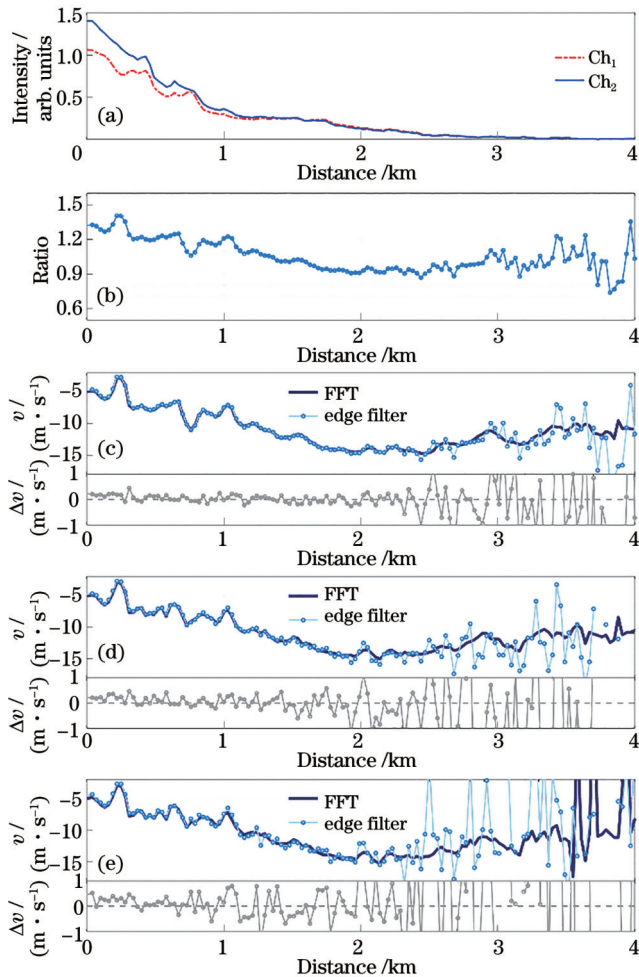 Intensity /
arb. units
1.5
1.0
0.5
Ch₁
Ch₂
(a)
0 1 2 3 4
Distance /km
Ratio
1.5
1.2
0.9
0.6
(b)
0 1 2 3 4
Distance /km
v /
(m · s⁻¹)
−5
−10
−15
FFT
edge filter
(c)
Δv /
(m · s⁻¹)
1
0
−1
0 1 2 3 4
Distance /km
v /
(m · s⁻¹)
−5
−10
−15
FFT
edge filter
(d)
Δv /
(m · s⁻¹)
1
0
−1
0 1 2 3 4
Distance /km
v /
(m · s⁻¹)
−5
−10
−15
FFT
edge filter
(e)
Δv /
(m · s⁻¹)
1
0
−1
0 1 2 3 4
Distance /km